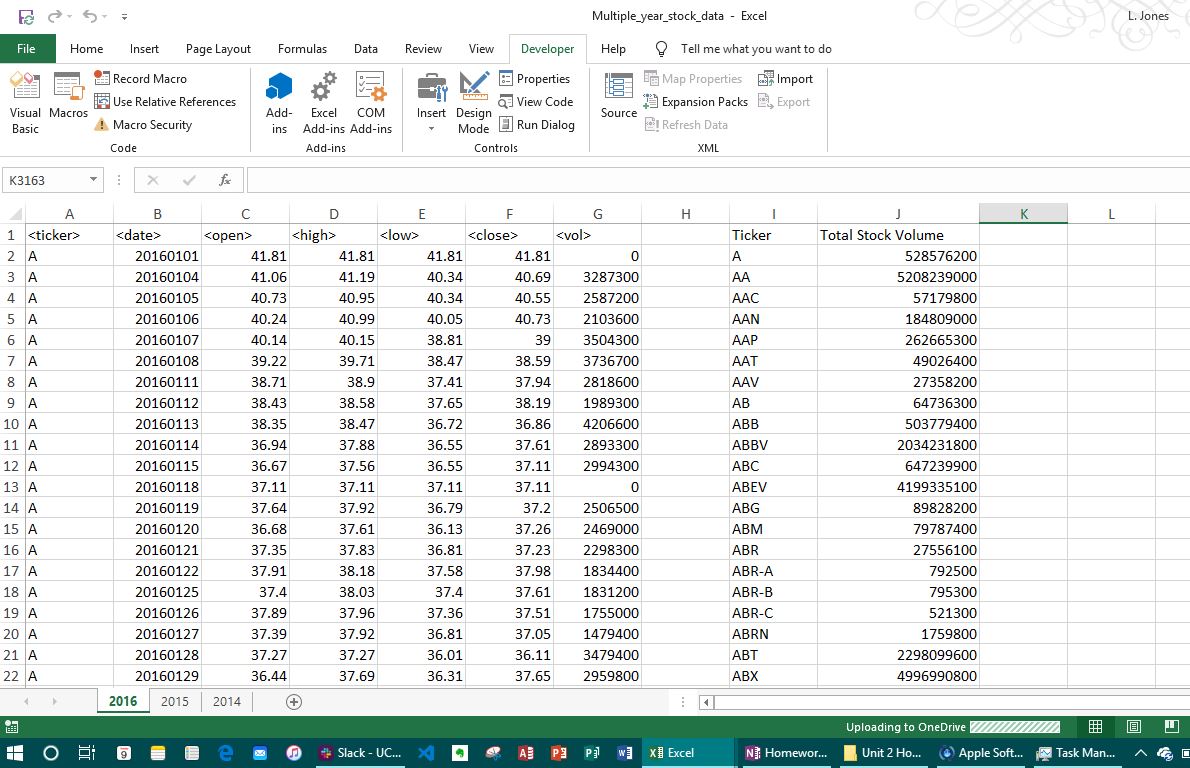 Multiple_year_stock_data - Excel L. Jones
File Home Insert Page Layout Formulas Data Review View Developer Help Tell me what you want to do
Record Macro Properties Map Properties Import
Use Relative References View Code Expansion Packs Export
Visual Basic Macros Macro Security Add-ins Excel Add-ins COM Add-ins Insert Design Mode Run Dialog Source Refresh Data
Code Add-ins Controls XML
K3163 fx
A B C D E F G H I J K L
1 <ticker> <date> <open> <high> <low> <close> <vol> Ticker Total Stock Volume
2 A 20160101 41.81 41.81 41.81 41.81 0 A 528576200
3 A 20160104 41.06 41.19 40.34 40.69 3287300 AA 5208239000
4 A 20160105 40.73 40.95 40.34 40.55 2587200 AAC 57179800
5 A 20160106 40.24 40.99 40.05 40.73 2103600 AAN 184809000
6 A 20160107 40.14 40.15 38.81 39 3504300 AAP 262665300
7 A 20160108 39.22 39.71 38.47 38.59 3736700 AAT 49026400
8 A 20160111 38.71 38.9 37.41 37.94 2818600 AAV 27358200
9 A 20160112 38.43 38.58 37.65 38.19 1989300 AB 64736300
10 A 20160113 38.35 38.47 36.72 36.86 4206600 ABB 503779400
11 A 20160114 36.94 37.88 36.55 37.61 2893300 ABBV 2034231800
12 A 20160115 36.67 37.56 36.55 37.11 2994300 ABC 647239900
13 A 20160118 37.11 37.11 37.11 37.11 0 ABEV 4199335100
14 A 20160119 37.64 37.92 36.79 37.2 2506500 ABG 89828200
15 A 20160120 36.68 37.61 36.13 37.26 2469000 ABM 79787400
16 A 20160121 37.35 37.83 36.81 37.23 2298300 ABR 27556100
17 A 20160122 37.91 38.18 37.58 37.98 1834400 ABR-A 792500
18 A 20160125 37.4 38.03 37.4 37.61 1831200 ABR-B 795300
19 A 20160126 37.89 37.96 37.36 37.51 1755000 ABR-C 521300
20 A 20160127 37.39 37.92 36.81 37.05 1479400 ABRN 1759800
21 A 20160128 37.27 37.27 36.01 36.11 3479400 ABT 2298099600
22 A 20160129 36.44 37.69 36.31 37.65 2959800 ABX 4996990800
2016 2015 2014
Uploading to OneDrive
9 Slack - UC... Excel Homewor... Unit 2 Ho... Apple Soft... Task Man...